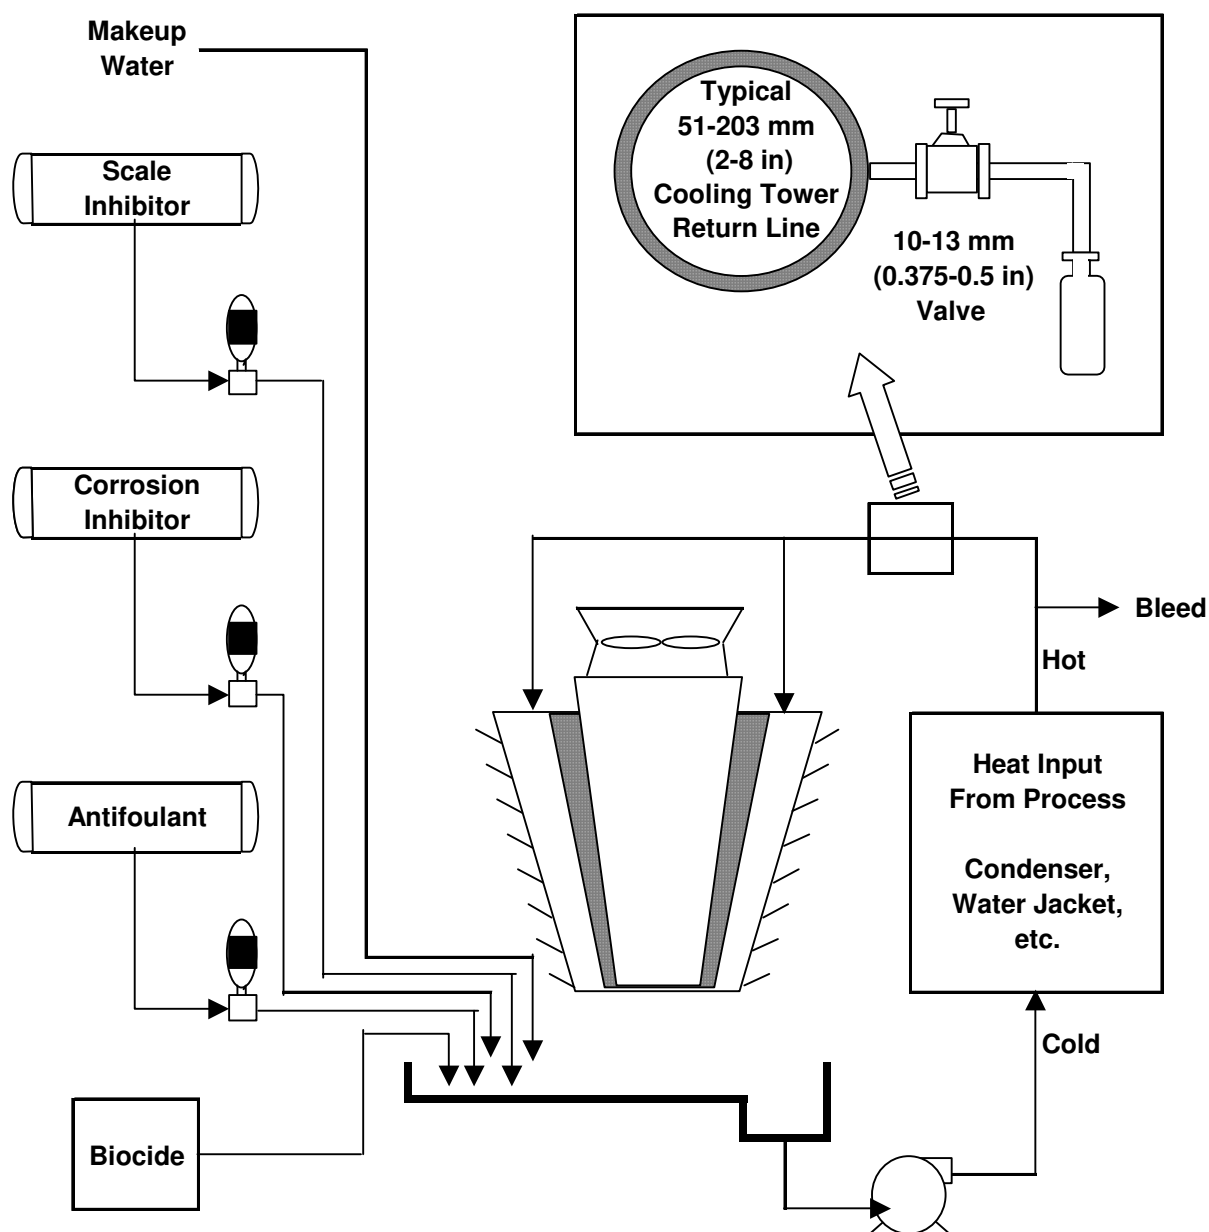 Makeup
Water
Typical
51-203 mm
(2-8 in)
Cooling Tower
Return Line
10-13 mm
(0.375-0.5 in)
Valve
Scale
Inhibitor
Corrosion
Inhibitor
Antifoulant
Biocide
Bleed
Hot
Heat Input
From Process
Condenser,
Water Jacket,
etc.
Cold